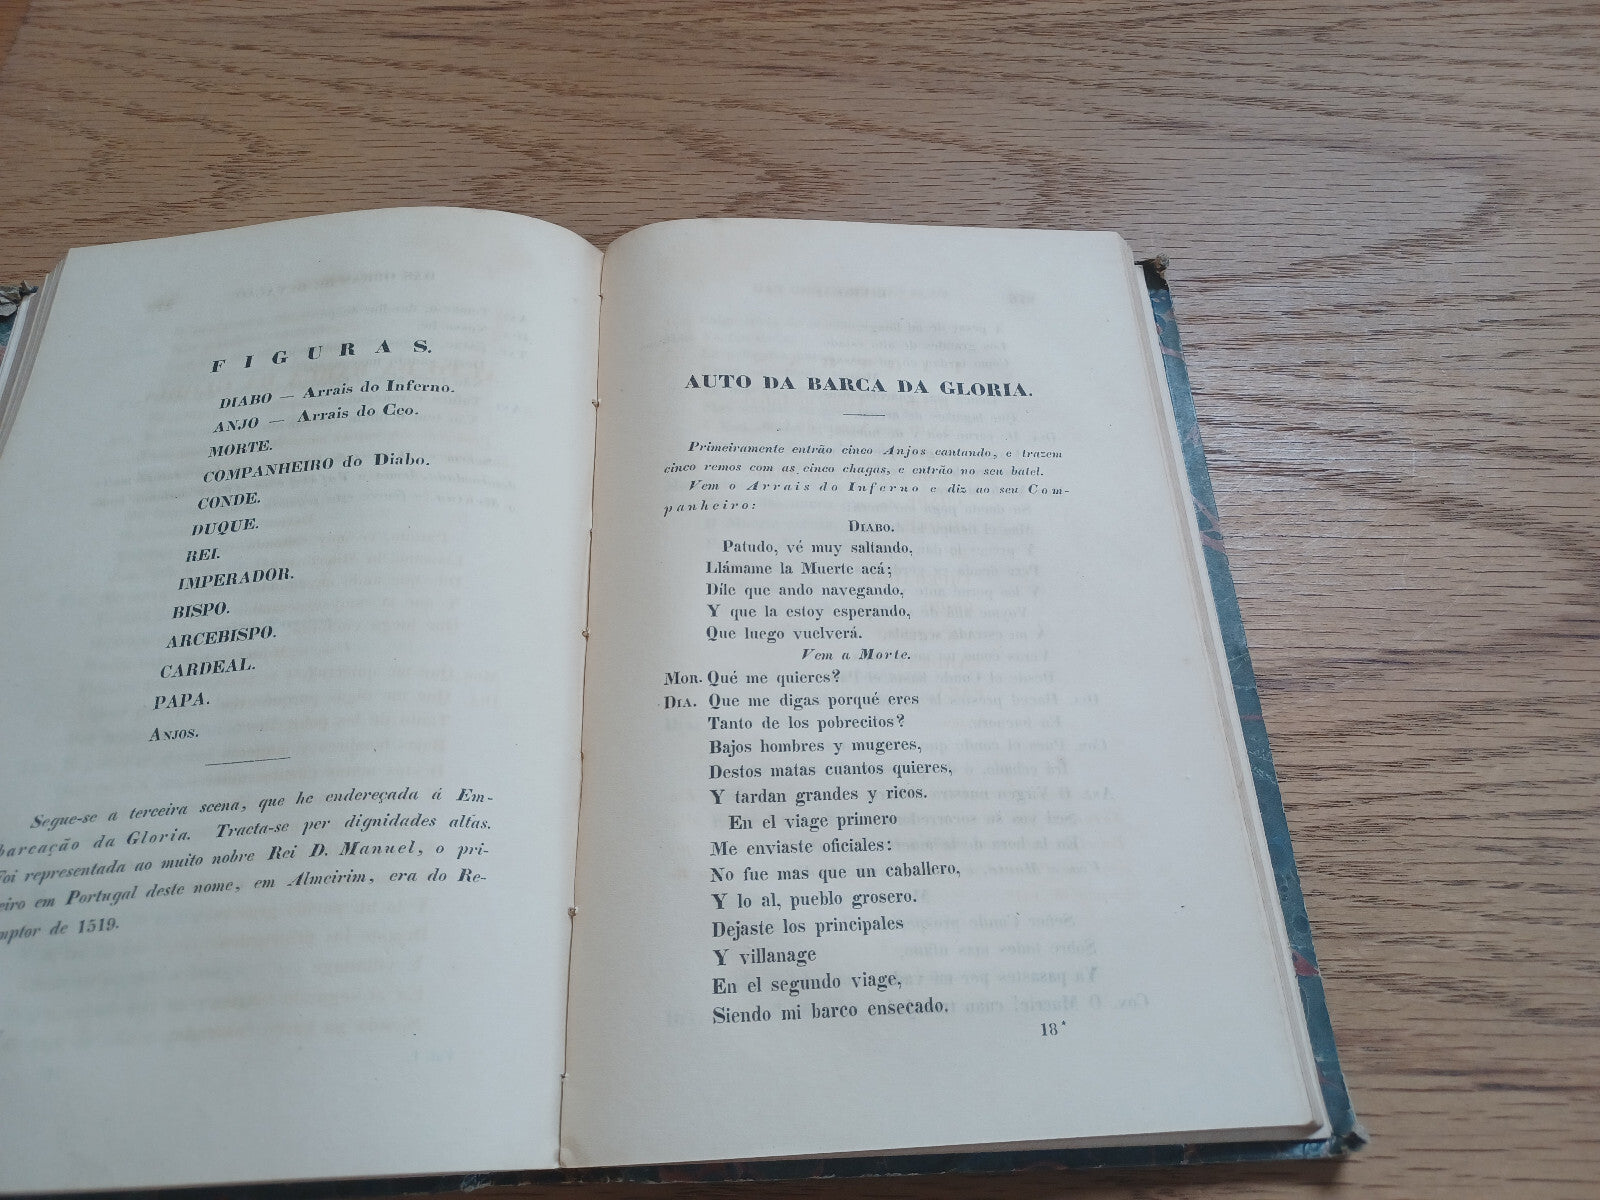 F I G U R A S.
DIABO — Arrais do Inferno.
ANJO — Arrais do Ceo.
MORTE.
COMPANHEIRO do Diabo.
CONDE.
DUQUE.
REI.
IMPERADOR.
BISPO.
ARCEBISPO.
CARDEAL.
PAPA.
ANJOS.
Segue-se a terceira scena, que he endereçada á Em-
barcação da Gloria. Tracta-se per dignidades altas.
Foi representada ao muito nobre Rei D. Manuel, o pri-
eiro em Portugal deste nome, em Almeirim, era do Re-
mptor de 1519.
AUTO DA BARCA DA GLORIA.
Primeiramente entrão cinco Anjos cantando, e trazem
cinco remos com as cinco chagas, e entrão no seu batel.
Vem o Arrais do Inferno e diz ao seu Com-
panheiro:
DIABO.
Patudo, vé muy saltando,
Llámame la Muerte acá;
Díle que ando navegando,
Y que la estoy esperando,
Que luego vuelverá.
Vem a Morte.
MOR. Qué me quieres?
DIA. Que me digas porqué eres
Tanto de los pobrecitos?
Bajos hombres y mugeres,
Destos matas cuantos quieres,
Y tardan grandes y ricos.
En el viage primero
Me enviaste oficiales:
No fue mas que un caballero,
Y lo al, pueblo grosero.
Dejaste los principales
Y villanage
En el segundo viage,
Siendo mi barco ensecado.
18*